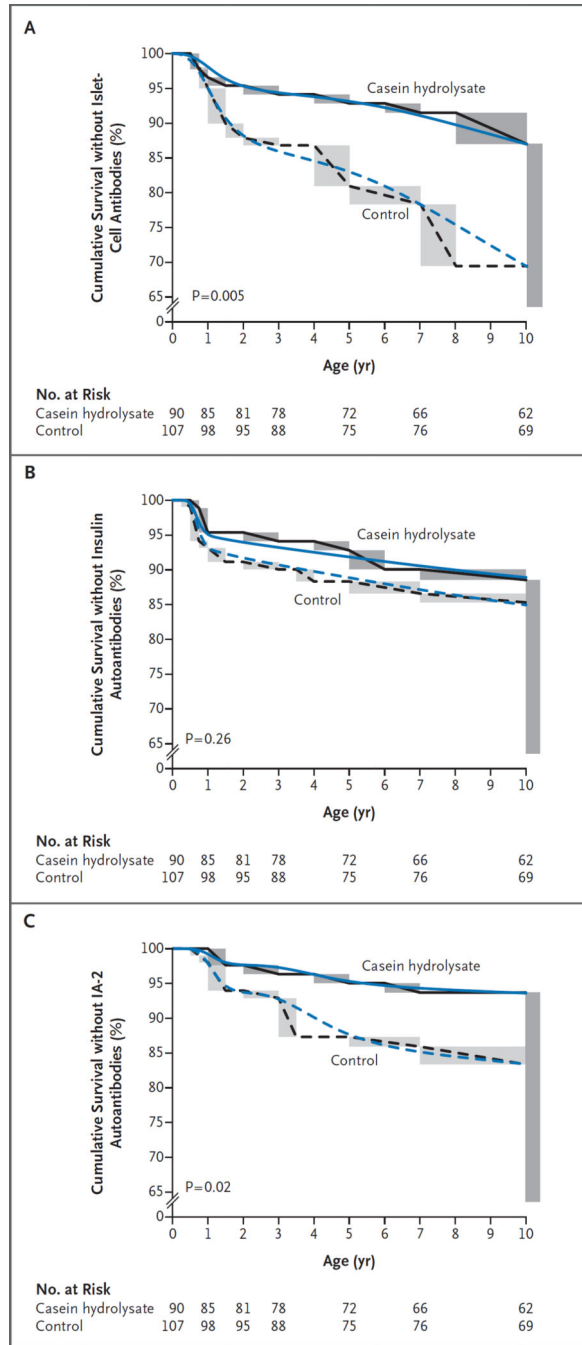 A
Cumulative Survival without Islet-
Cell Antibodies (%)
100
95
90
85
80
75
70
65
0
Casein hydrolysate
Control
P=0.005
0 1 2 3 4 5 6 7 8 9 10
Age (yr)
No. at Risk
Casein hydrolysate 90 85 81 78 72 66 62
Control 107 98 95 88 75 76 69
B
Cumulative Survival without Insulin
Autoantibodies (%)
100
95
90
85
80
75
70
65
0
Casein hydrolysate
Control
P=0.26
0 1 2 3 4 5 6 7 8 9 10
Age (yr)
No. at Risk
Casein hydrolysate 90 85 81 78 72 66 62
Control 107 98 95 88 75 76 69
C
Cumulative Survival without IA-2
Autoantibodies (%)
100
95
90
85
80
75
70
65
0
Casein hydrolysate
Control
P=0.02
0 1 2 3 4 5 6 7 8 9 10
Age (yr)
No. at Risk
Casein hydrolysate 90 85 81 78 72 66 62
Control 107 98 95 88 75 76 69